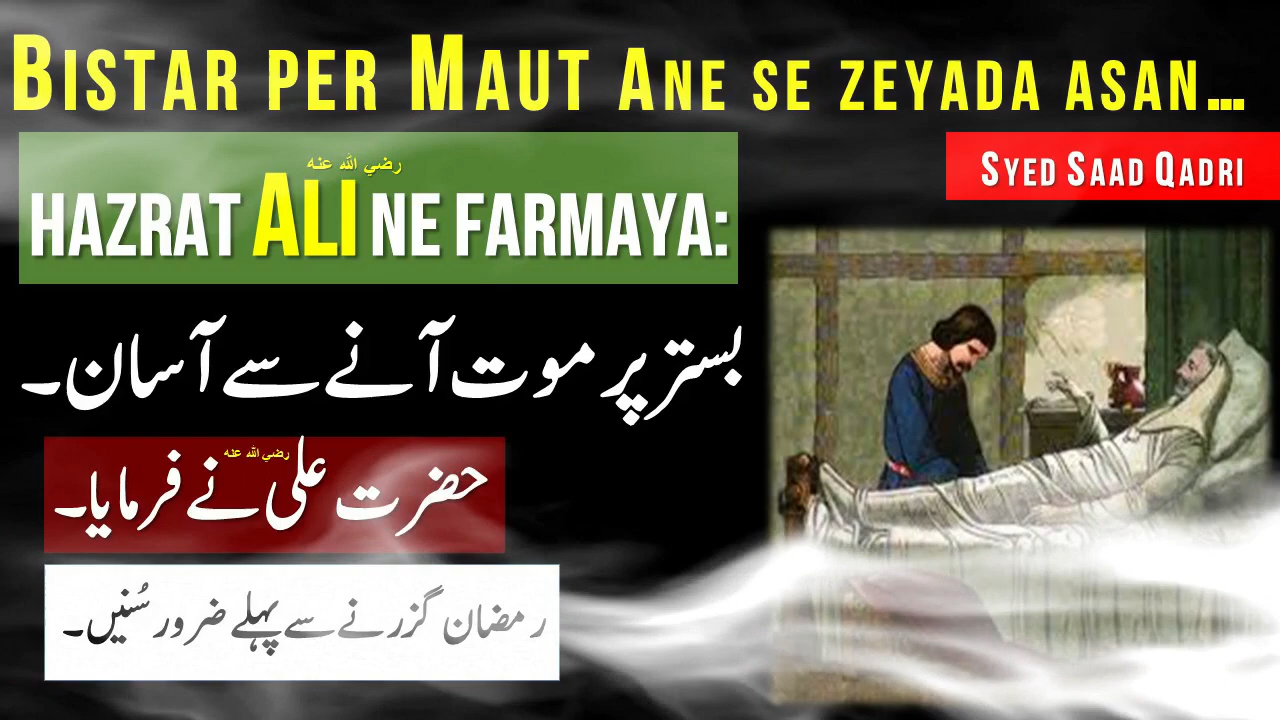 Bistar per Maut Ane se zeyada asan...
Syed Saad Qadri
رضي الله عنه
HAZRAT ALI NE FARMAYA:
بستر پر موت آنے سے آسان۔
رضي الله عنه
حضرت علی نے فرمایا۔
رمضان گزرنے سے پہلے ضرور سُنیں۔